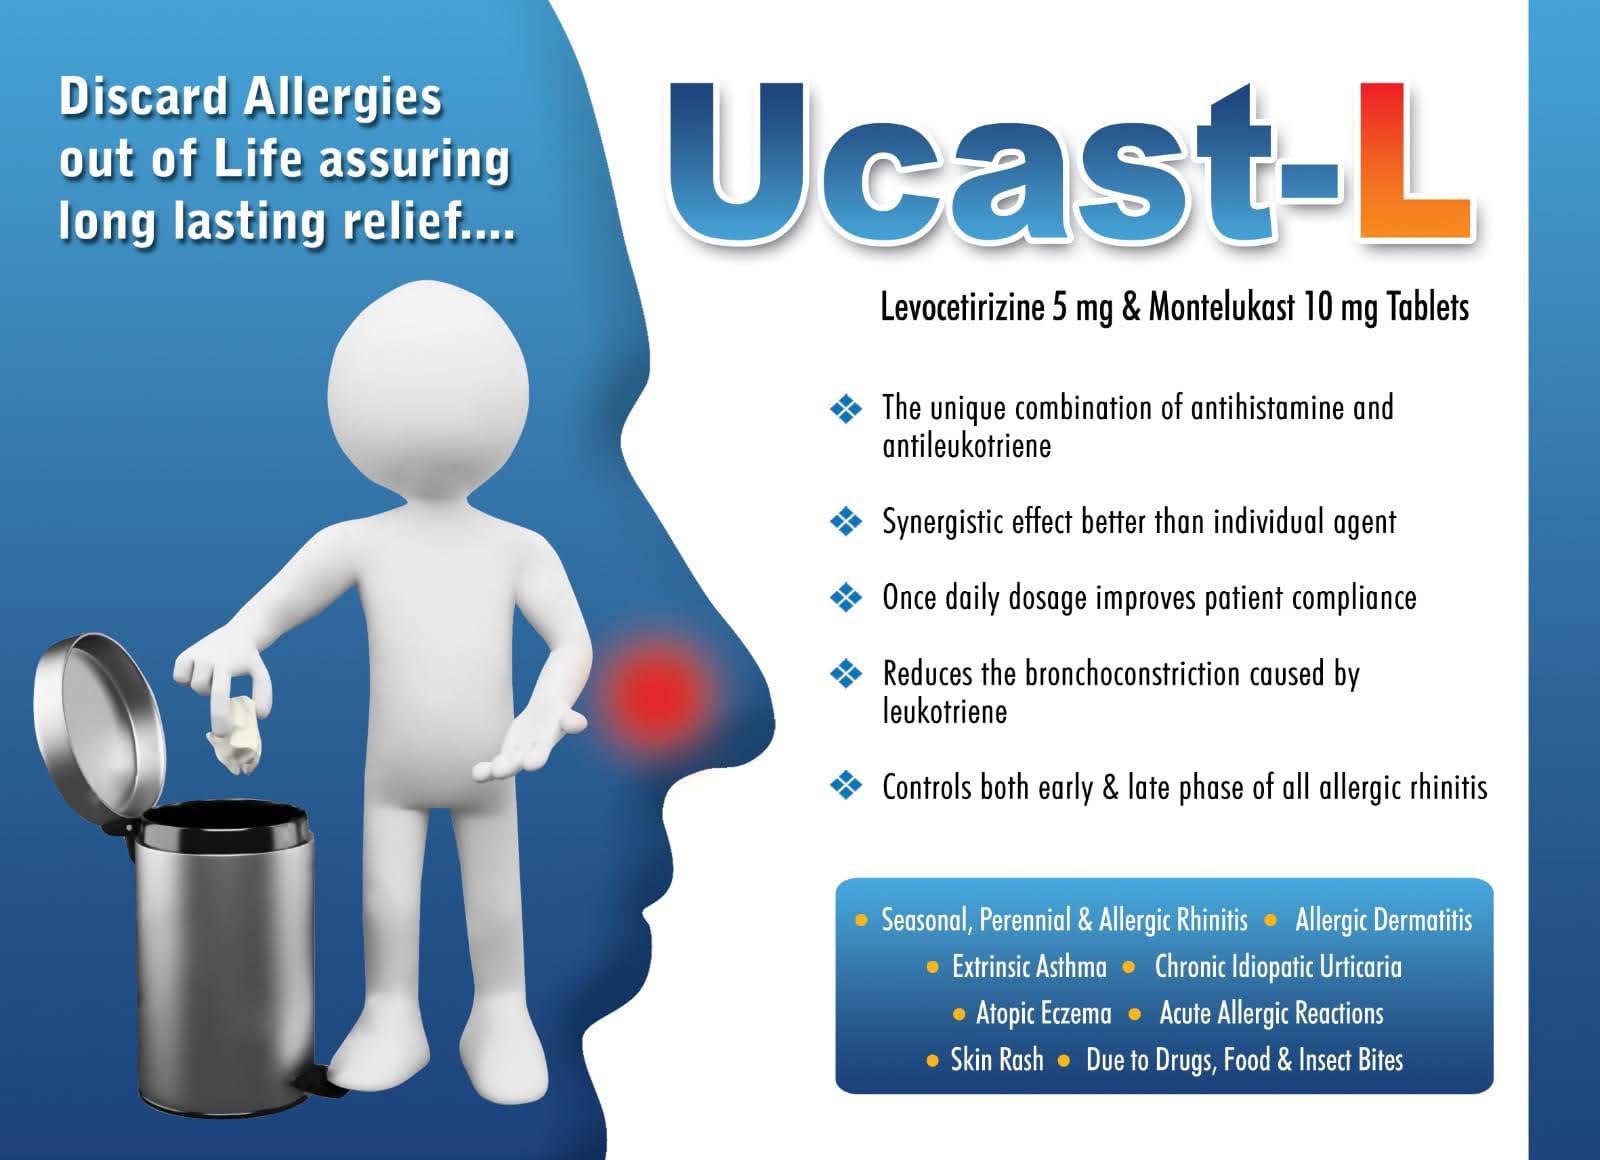 Discard Allergies
out of Life assuring
long lasting relief....
Ucast-L
Levocetirizine 5 mg & Montelukast 10 mg Tablets
The unique combination of antihistamine and
antileukotriene
Synergistic effect better than individual agent
Once daily dosage improves patient compliance
Reduces the bronchoconstriction caused by
leukotriene
Controls both early & late phase of all allergic rhinitis
• Seasonal, Perennial & Allergic Rhinitis • Allergic Dermatitis
• Extrinsic Asthma • Chronic Idiopatic Urticaria
• Atopic Eczema • Acute Allergic Reactions
• Skin Rash • Due to Drugs, Food & Insect Bites